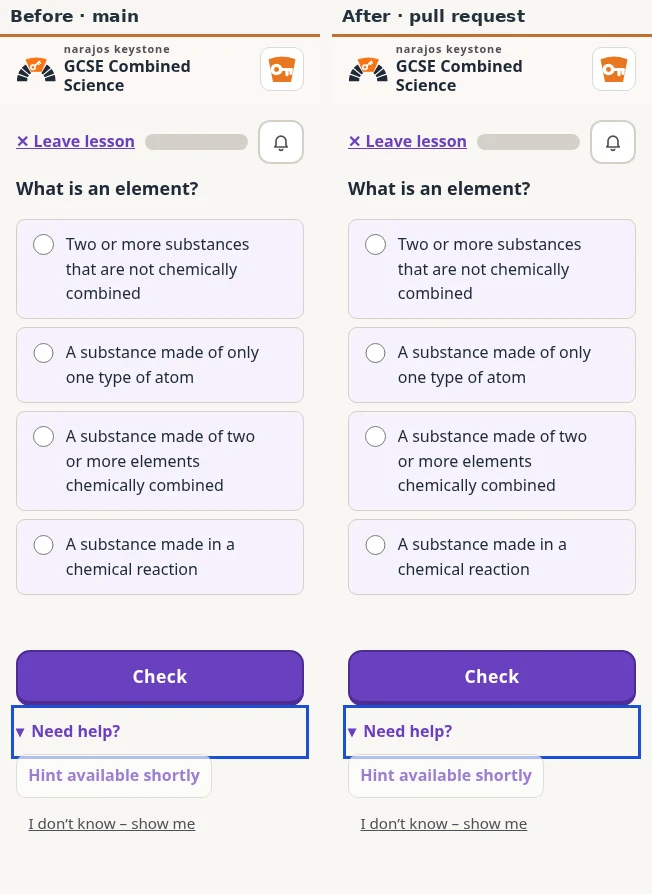 Before · main
narajos keystone
GCSE Combined
Science
✕ Leave lesson
What is an element?
Two or more substances
that are not chemically
combined
A substance made of only
one type of atom
A substance made of two
or more elements
chemically combined
A substance made in a
chemical reaction
Check
▾ Need help?
Hint available shortly
I don’t know – show me
After · pull request
narajos keystone
GCSE Combined
Science
✕ Leave lesson
What is an element?
Two or more substances
that are not chemically
combined
A substance made of only
one type of atom
A substance made of two
or more elements
chemically combined
A substance made in a
chemical reaction
Check
▾ Need help?
Hint available shortly
I don’t know – show me